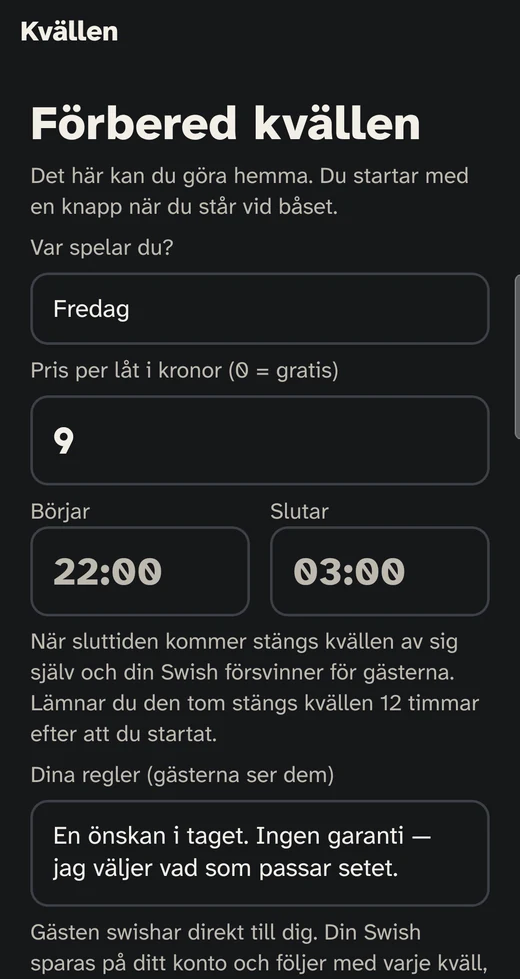 Kvällen
Förbered kvällen
Det här kan du göra hemma. Du startar med
en knapp när du står vid båset.
Var spelar du?
Fredag
Pris per låt i kronor (0 = gratis)
9
Börjar
Slutar
22:00
03:00
När sluttiden kommer stängs kvällen av sig
själv och din Swish försvinner för gästerna.
Lämnar du den tom stängs kvällen 12 timmar
efter att du startat.
Dina regler (gästerna ser dem)
En önskan i taget. Ingen garanti —
jag väljer vad som passar setet.
Gästen swishar direkt till dig. Din Swish
sparas på ditt konto och följer med varje kväll,